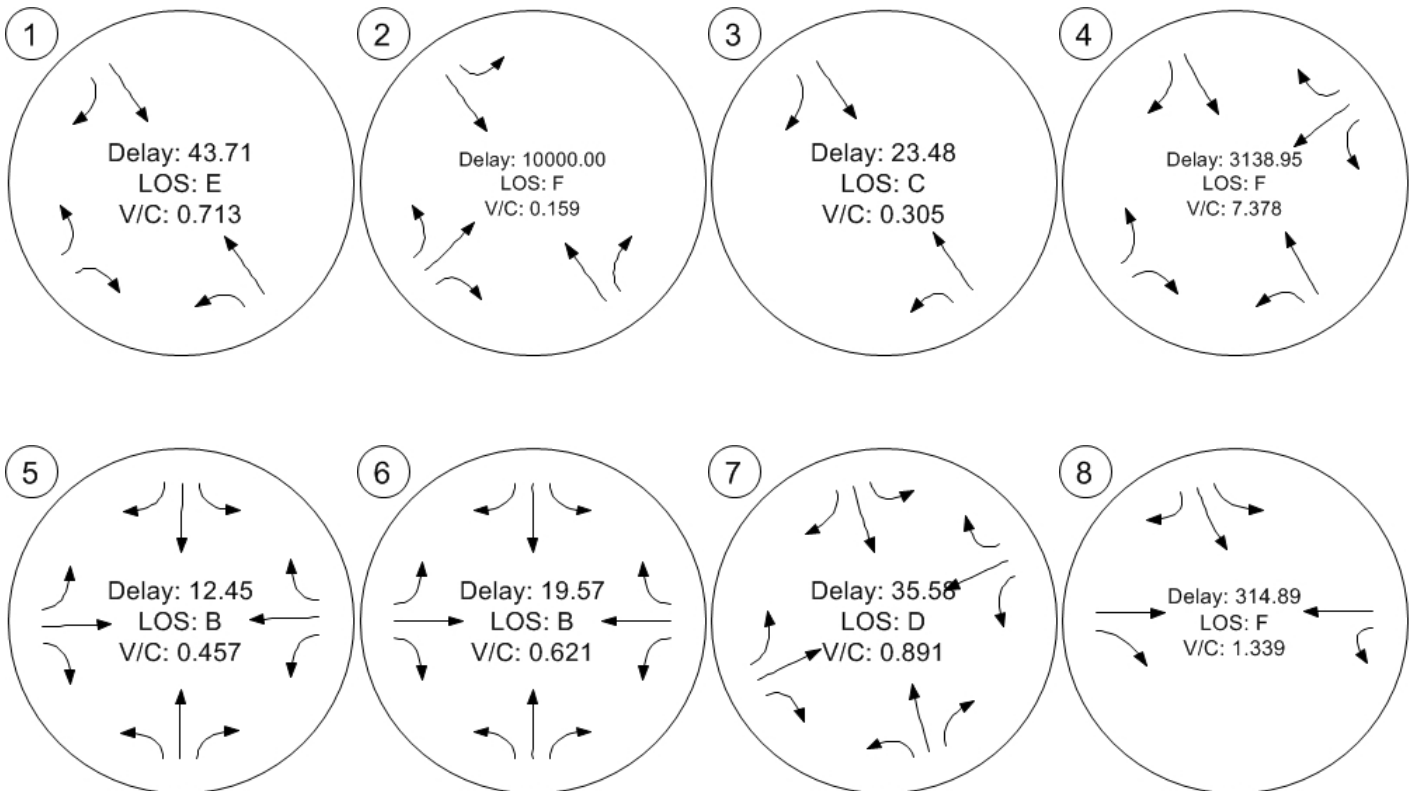 1
Delay: 43.71
LOS: E
V/C: 0.713
2
Delay: 10000.00
LOS: F
V/C: 0.159
3
Delay: 23.48
LOS: C
V/C: 0.305
4
Delay: 3138.95
LOS: F
V/C: 7.378
5
Delay: 12.45
LOS: B
V/C: 0.457
6
Delay: 19.57
LOS: B
V/C: 0.621
7
Delay: 35.58
LOS: D
V/C: 0.891
8
Delay: 314.89
LOS: F
V/C: 1.339